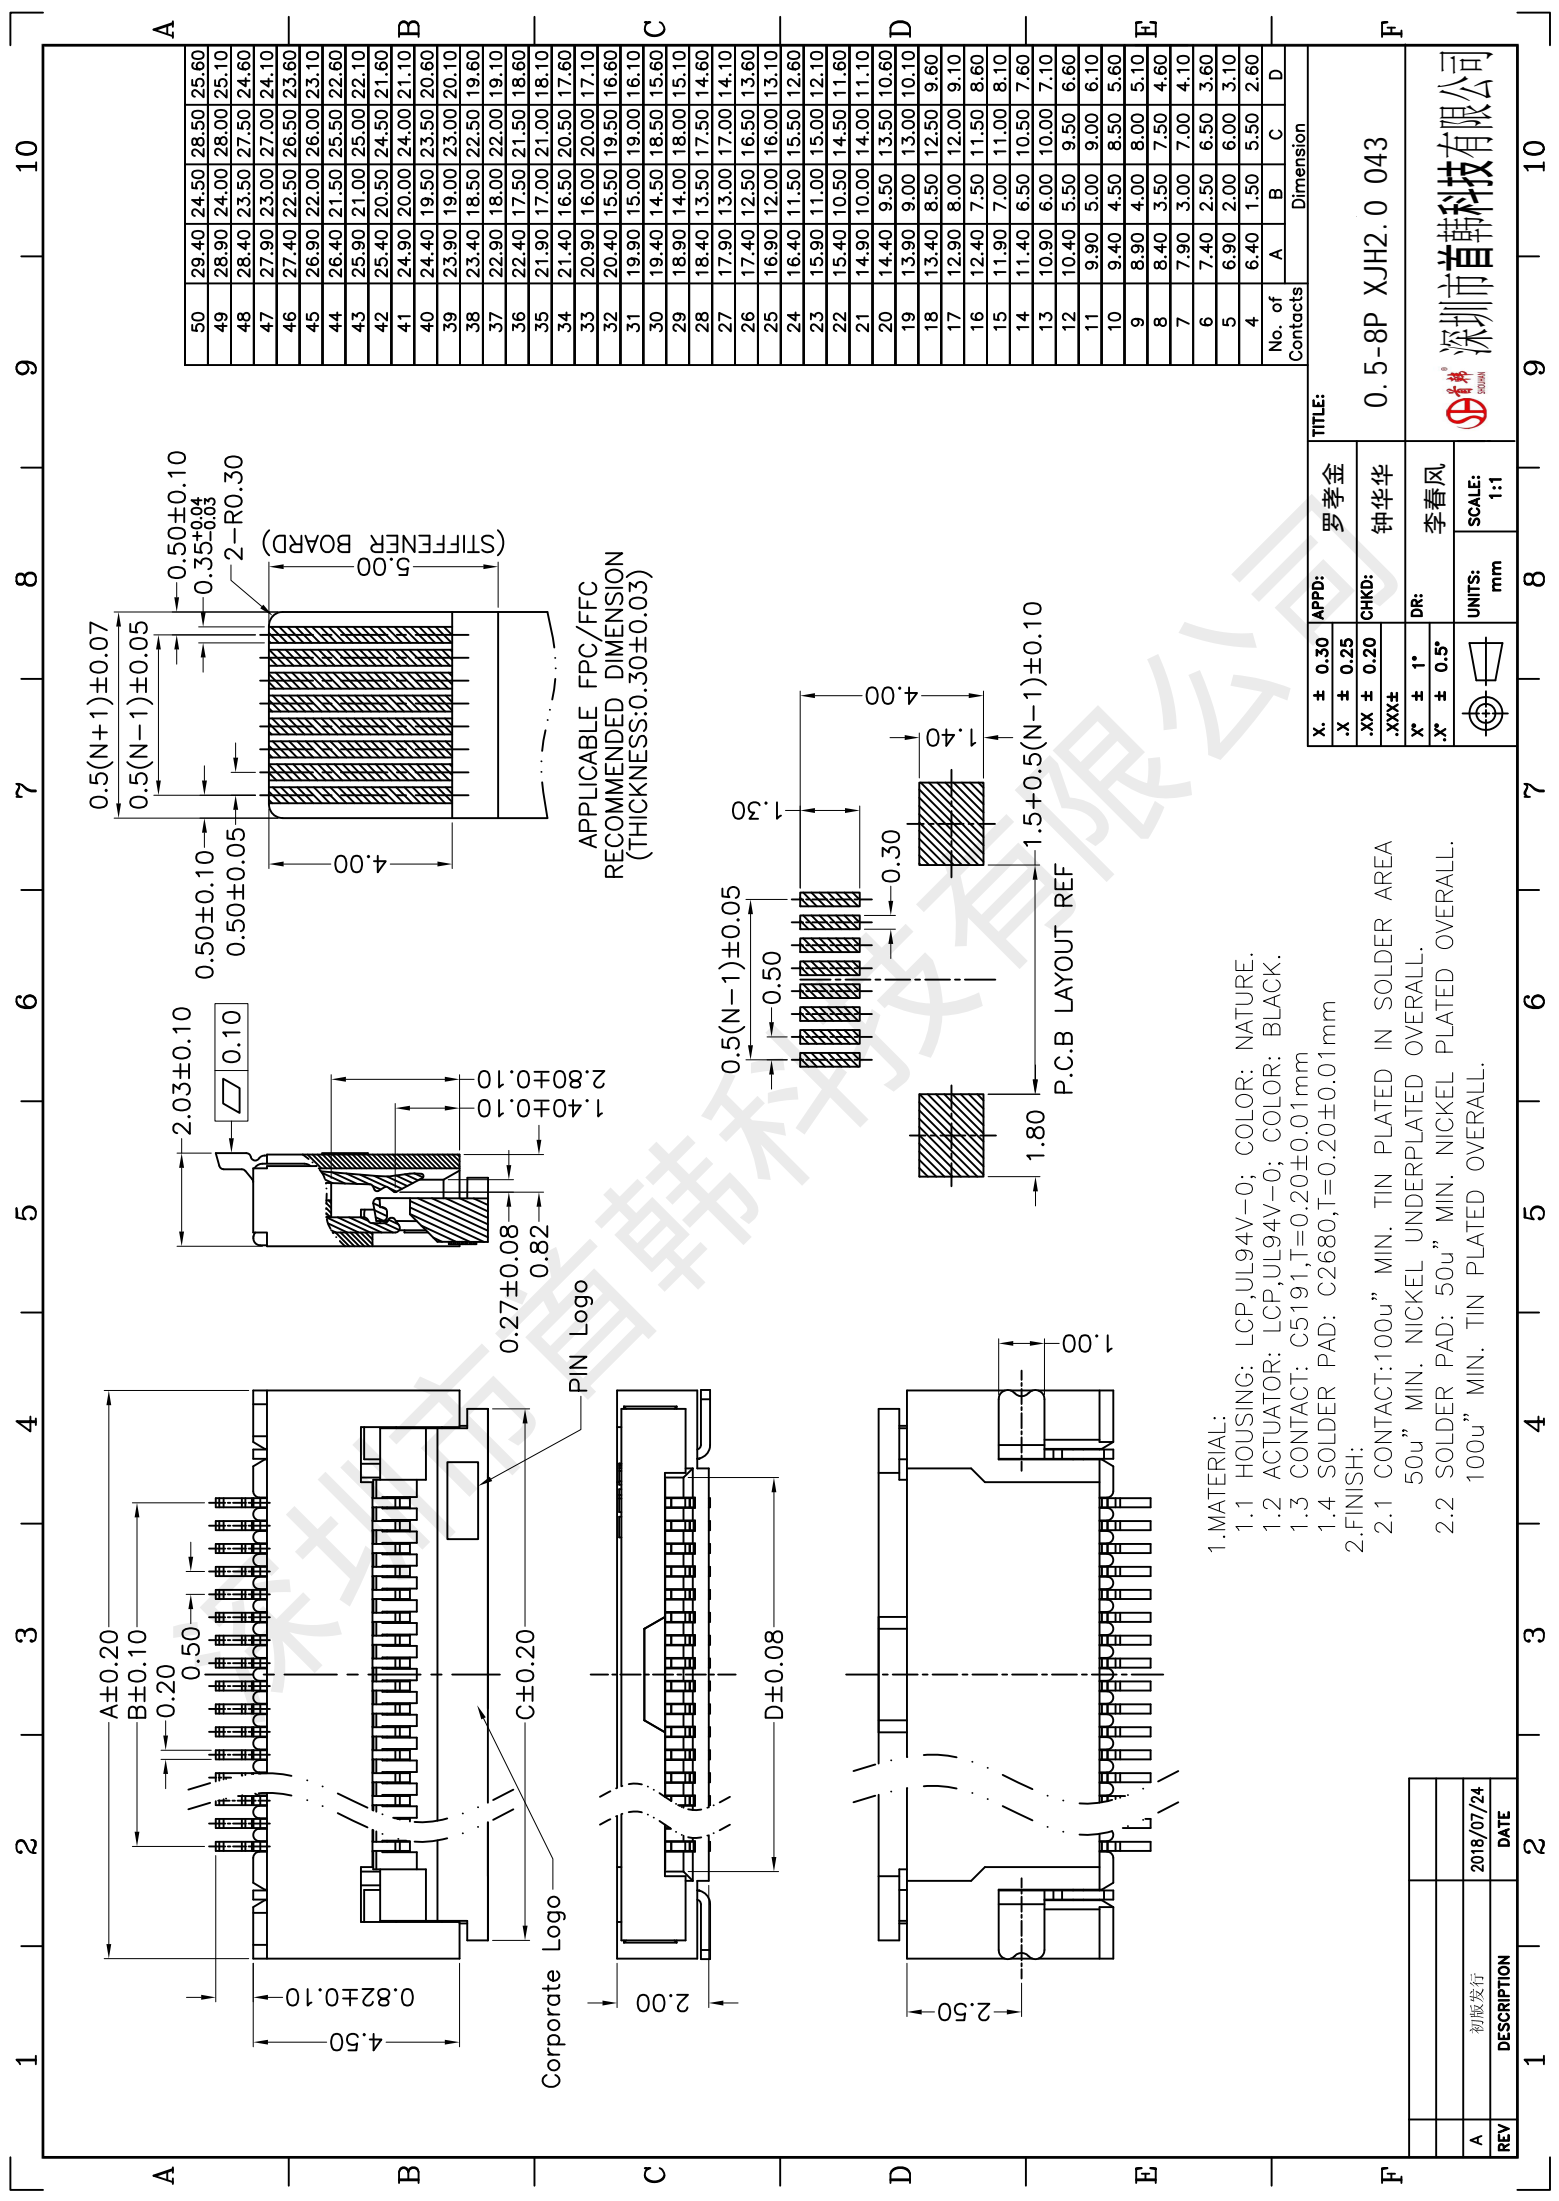 A±0.20
B±0.10
0.20
0.50
0.82±0.10
4.50
PIN Logo
C±0.20
Corporate Logo
2.00
D±0.08
2.50
1.00
2.03±0.10
0.10
2.80±0.10
1.40±0.10
0.27±0.08
0.82
0.5(N+1)±0.07
0.5(N-1)±0.05
0.50±0.10
0.35+0.04 -0.03
2-R0.30
0.50±0.10
0.50±0.05
4.00
5.00
(STIFFENER BOARD)
APPLICABLE FPC/FFC
RECOMMENDED DIMENSION
(THICKNESS:0.30±0.03)
0.5(N-1)±0.05
0.50
1.30
0.30
4.00
1.40
1.80
1.5+0.5(N-1)±0.10
P.C.B LAYOUT REF
1.MATERIAL:
1.1 HOUSING: LCP,UL94V-0; COLOR: NATURE.
1.2 ACTUATOR: LCP,UL94V-0; COLOR: BLACK.
1.3 CONTACT: C5191,T=0.20±0.01mm
1.4 SOLDER PAD: C2680,T=0.20±0.01mm
2.FINISH:
2.1 CONTACT:100u" MIN. TIN PLATED IN SOLDER AREA
50u" MIN. NICKEL UNDERPLATED OVERALL.
2.2 SOLDER PAD: 50u" MIN. NICKEL PLATED OVERALL.
100u" MIN. TIN PLATED OVERALL.
50 29.40 24.50 28.50 25.60
49 28.90 24.00 28.00 25.10
48 28.40 23.50 27.50 24.60
47 27.90 23.00 27.00 24.10
46 27.40 22.50 26.50 23.60
45 26.90 22.00 26.00 23.10
44 26.40 21.50 25.50 22.60
43 25.90 21.00 25.00 22.10
42 25.40 20.50 24.50 21.60
41 24.90 20.00 24.00 21.10
40 24.40 19.50 23.50 20.60
39 23.90 19.00 23.00 20.10
38 23.40 18.50 22.50 19.60
37 22.90 18.00 22.00 19.10
36 22.40 17.50 21.50 18.60
35 21.90 17.00 21.00 18.10
34 21.40 16.50 20.50 17.60
33 20.90 16.00 20.00 17.10
32 20.40 15.50 19.50 16.60
31 19.90 15.00 19.00 16.10
30 19.40 14.50 18.50 15.60
29 18.90 14.00 18.00 15.10
28 18.40 13.50 17.50 14.60
27 17.90 13.00 17.00 14.10
26 17.40 12.50 16.50 13.60
25 16.90 12.00 16.00 13.10
24 16.40 11.50 15.50 12.60
23 15.90 11.00 15.00 12.10
22 15.40 10.50 14.50 11.60
21 14.90 10.00 14.00 11.10
20 14.40 9.50 13.50 10.60
19 13.90 9.00 13.00 10.10
18 13.40 8.50 12.50 9.60
17 12.90 8.00 12.00 9.10
16 12.40 7.50 11.50 8.60
15 11.90 7.00 11.00 8.10
14 11.40 6.50 10.50 7.60
13 10.90 6.00 10.00 7.10
12 10.40 5.50 9.50 6.60
11 9.90 5.00 9.00 6.10
10 9.40 4.50 8.50 5.60
9 8.90 4.00 8.00 5.10
8 8.40 3.50 7.50 4.60
7 7.90 3.00 7.00 4.10
6 7.40 2.50 6.50 3.60
5 6.90 2.00 6.00 3.10
4 6.40 1.50 5.50 2.60
No. of Contacts A B C D
Dimension
X. ± 0.30
.X ± 0.25
.XX ± 0.20
.XXX±
X° ± 1°
.X° ± 0.5°
APPD: 罗孝金
CHKD: 钟华华
DR: 李春风
UNITS: mm
SCALE: 1:1
TITLE:
0.5-8P XJH2.0 043
首韩® SHOUHAN
深圳市首韩科技有限公司
A 初版发行 2018/07/24
REV DESCRIPTION DATE
深圳市首韩科技有限公司
1 2 3 4 5 6 7 8 9 10
1 2 3 4 5 6 7 8 9 10
A B C D E F
A B C D E F